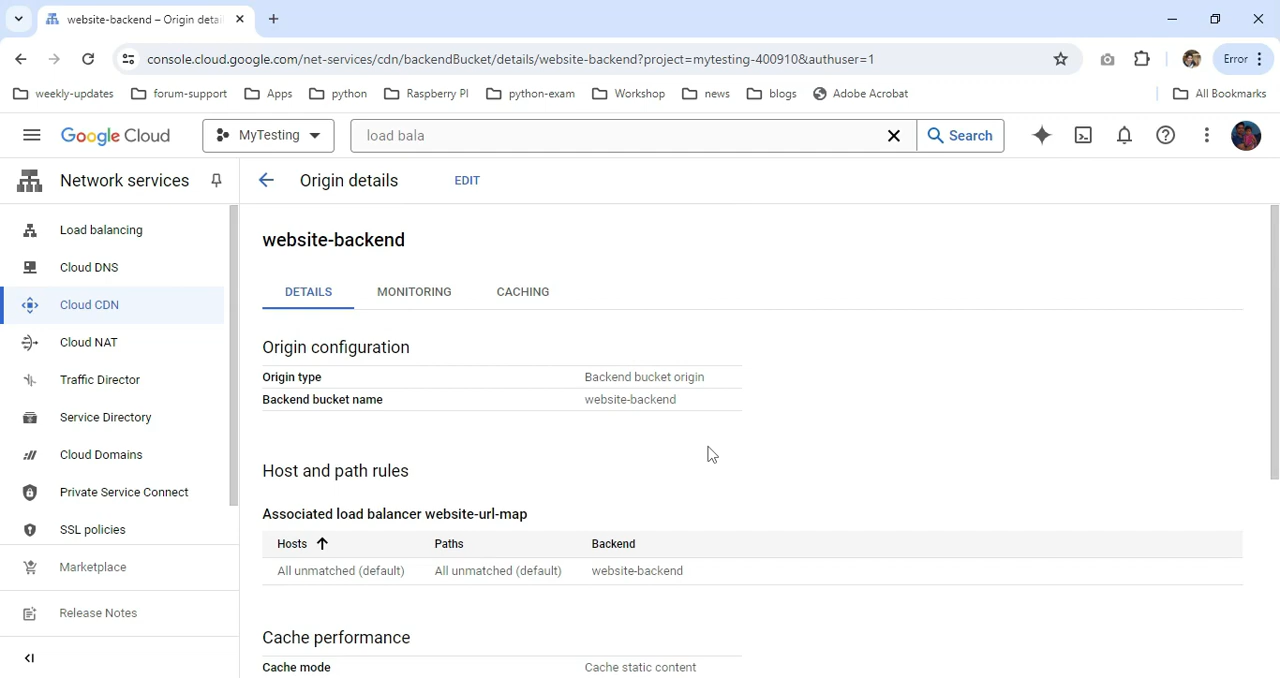 website-backend – Origin detai
console.cloud.google.com/net-services/cdn/backendBucket/details/website-backend?project=mytesting-400910&authuser=1
Error
weekly-updates forum-support Apps python Raspberry PI python-exam Workshop news blogs Adobe Acrobat All Bookmarks
Google Cloud MyTesting load bala Search
Network services Origin details EDIT
Load balancing
Cloud DNS
Cloud CDN
Cloud NAT
Traffic Director
Service Directory
Cloud Domains
Private Service Connect
SSL policies
Marketplace
Release Notes
website-backend
DETAILS MONITORING CACHING
Origin configuration
Origin type Backend bucket origin
Backend bucket name website-backend
Host and path rules
Associated load balancer website-url-map
Hosts Paths Backend
All unmatched (default) All unmatched (default) website-backend
Cache performance
Cache mode Cache static content